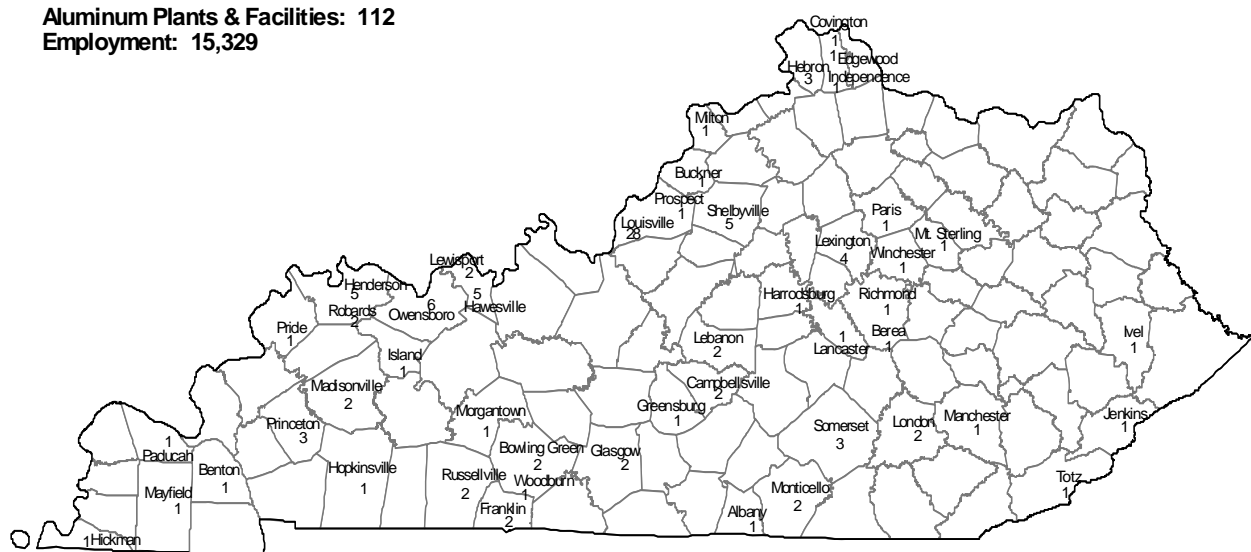 Aluminum Plants & Facilities: 112
Employment: 15,329
Covington
1
1
Edgewood
Hebron
3
Independence
1
Milton
1
Buckner
1
Prospect
1
Shelbyville
5
Louisville
28
Paris
1
Mt. Sterling
1
Lexington
4
Winchester
1
Lewisport
2
Henderson
5
5
Hawesville
6
Owensboro
Robards
2
Harrodsburg
1
Richmond
1
Pride
1
Berea
1
1
Lancaster
Lebanon
2
Ivel
1
Island
1
Madisonville
2
Campbellsville
2
Greensburg
1
Morgantown
1
Princeton
3
Somerset
3
London
2
Manchester
1
Jenkins
1
1
Paducah
Bowling Green
2
Glasgow
2
Benton
1
Hopkinsville
1
Russellville
2
Woodburn
1
Totz
1
Mayfield
1
Monticello
2
Franklin
2
Albany
1
1 Hickman